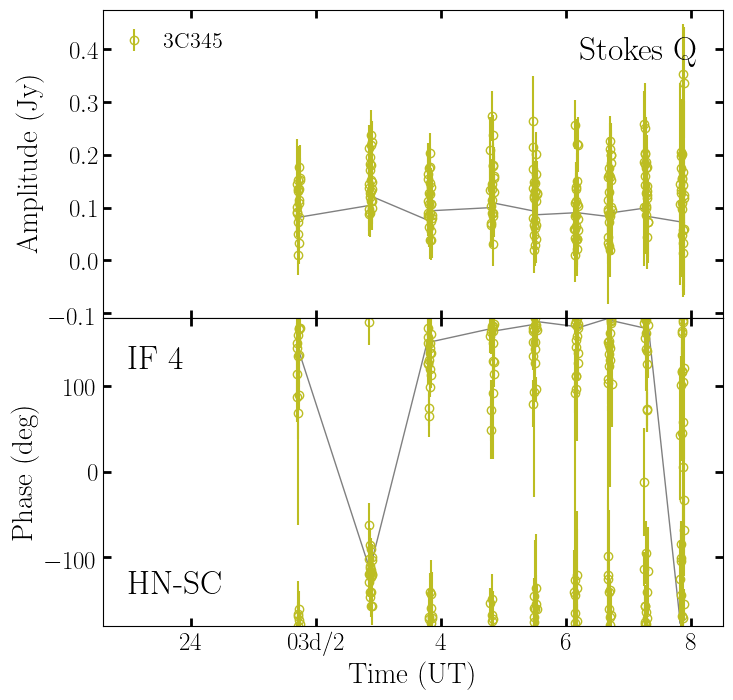 3C345
Stokes Q
Amplitude (Jy)
0.4
0.3
0.2
0.1
0.0
−0.1
IF 4
HN-SC
Phase (deg)
100
0
−100
24
03d/2
4
6
8
Time (UT)